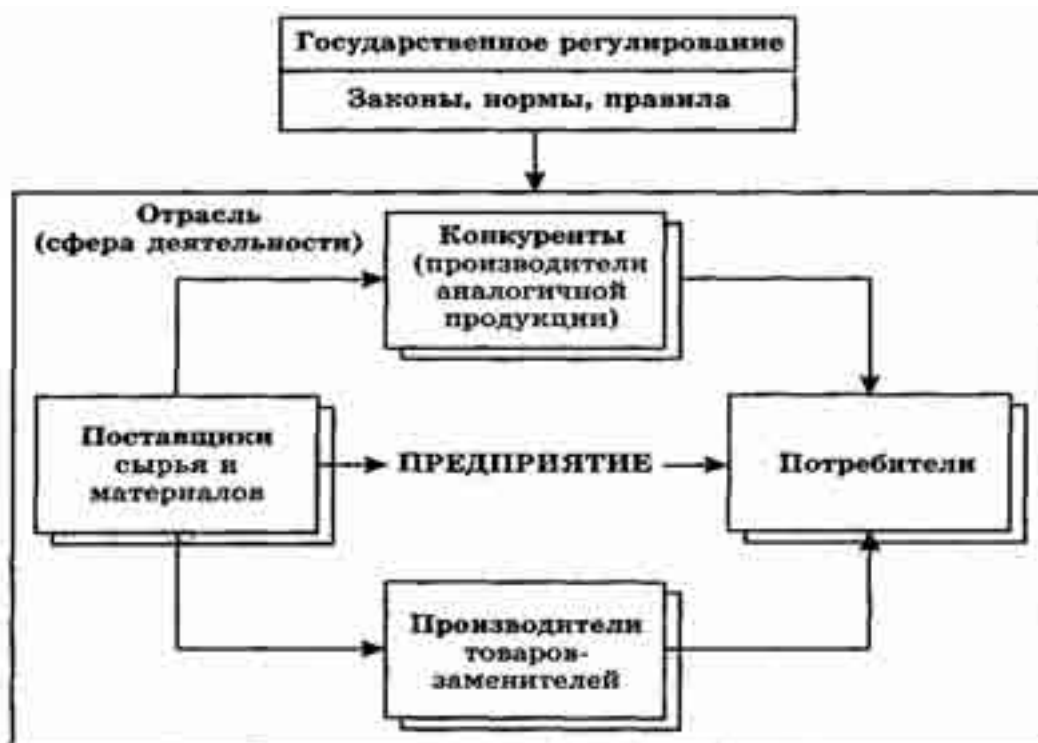 Государственное регулирование
Законы, нормы, правила
Отрасль
(сфера деятельности)
Конкуренты
(производители
аналогичной
продукции)
Поставщики
сырья и
материалов
ПРЕДПРИЯТИЕ
Потребители
Производители
товаров-
заменителей